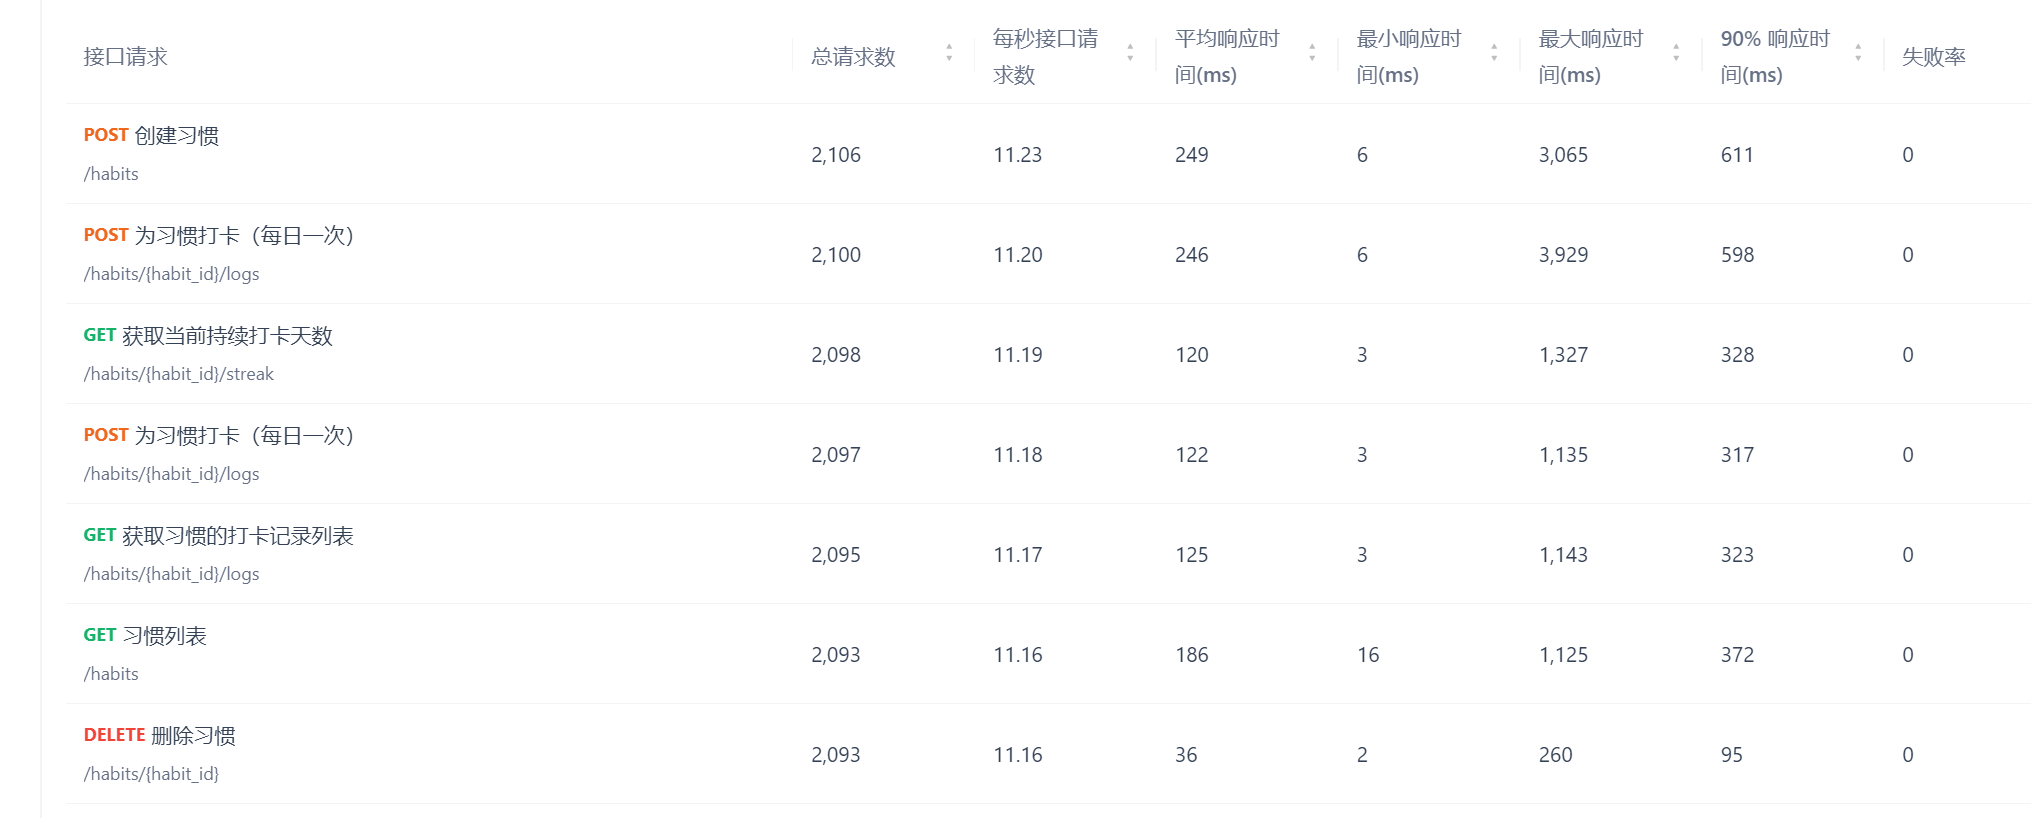 接口请求 总请求数 每秒接口请求数 平均响应时间(ms) 最小响应时间(ms) 最大响应时间(ms) 90% 响应时间(ms) 失败率
POST 创建习惯
/habits
2,106 11.23 249 6 3,065 611 0
POST 为习惯打卡（每日一次）
/habits/{habit_id}/logs
2,100 11.20 246 6 3,929 598 0
GET 获取当前持续打卡天数
/habits/{habit_id}/streak
2,098 11.19 120 3 1,327 328 0
POST 为习惯打卡（每日一次）
/habits/{habit_id}/logs
2,097 11.18 122 3 1,135 317 0
GET 获取习惯的打卡记录列表
/habits/{habit_id}/logs
2,095 11.17 125 3 1,143 323 0
GET 习惯列表
/habits
2,093 11.16 186 16 1,125 372 0
DELETE 删除习惯
/habits/{habit_id}
2,093 11.16 36 2 260 95 0